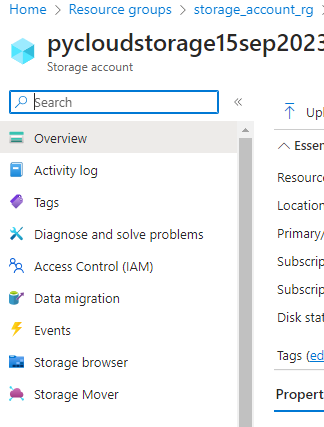 Home > Resource groups > storage_account_rg >
pycloudstorage15sep2023
Storage account
Search
«
Overview
Activity log
Tags
Diagnose and solve problems
Access Control (IAM)
Data migration
Events
Storage browser
Storage Mover
Upl
Essen
Resource
Location
Primary/
Subscrip
Subscrip
Disk stat
Tags (ed
Propert